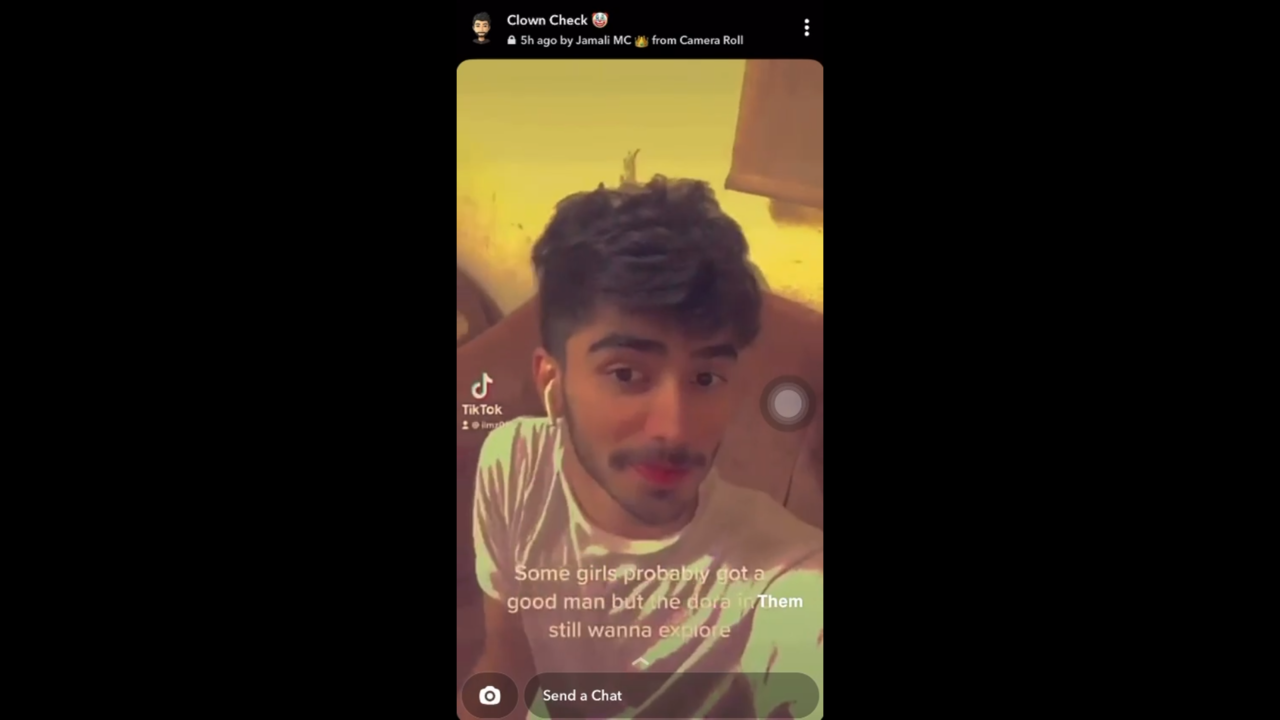 Clown Check 🤡
5h ago by Jamali MC 👑 from Camera Roll
TikTok
Some girls probably got a
good man but the dora in Them
still wanna explore
Send a Chat